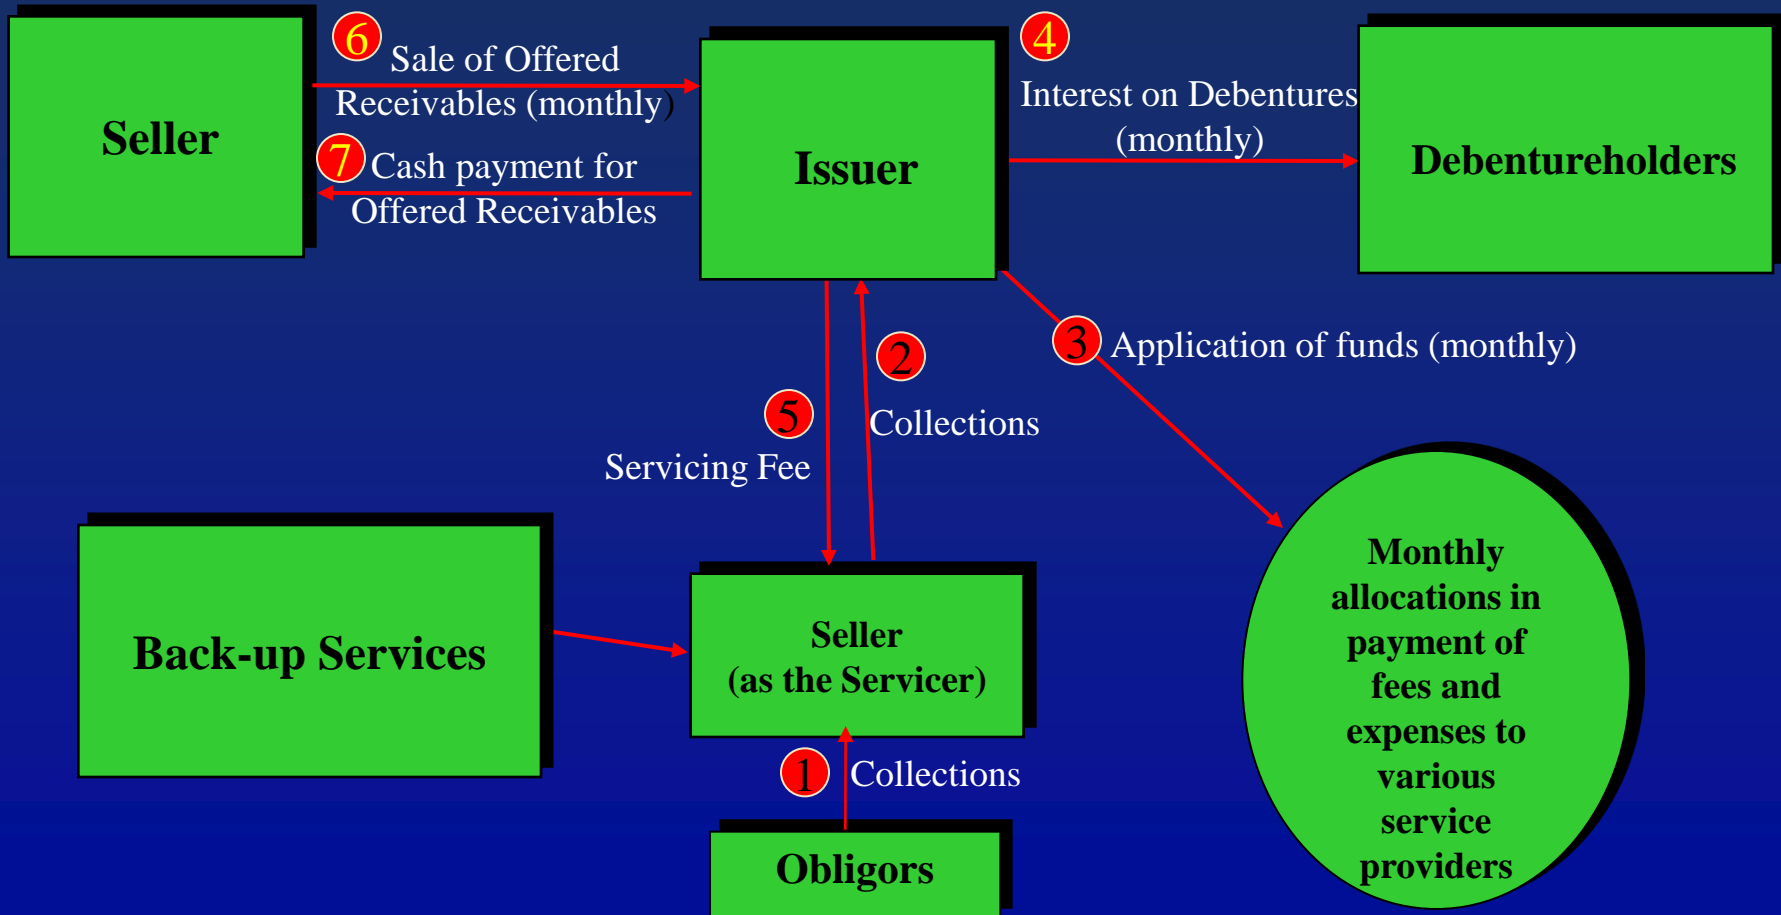 6
Sale of Offered
Receivables (monthly)
Seller
7
Cash payment for
Offered Receivables
Issuer
4
Interest on Debentures
(monthly)
Debentureholders
3
Application of funds (monthly)
2
Collections
5
Servicing Fee
Back-up Services
Seller
(as the Servicer)
1
Collections
Obligors
Monthly
allocations in
payment of
fees and
expenses to
various
service
providers